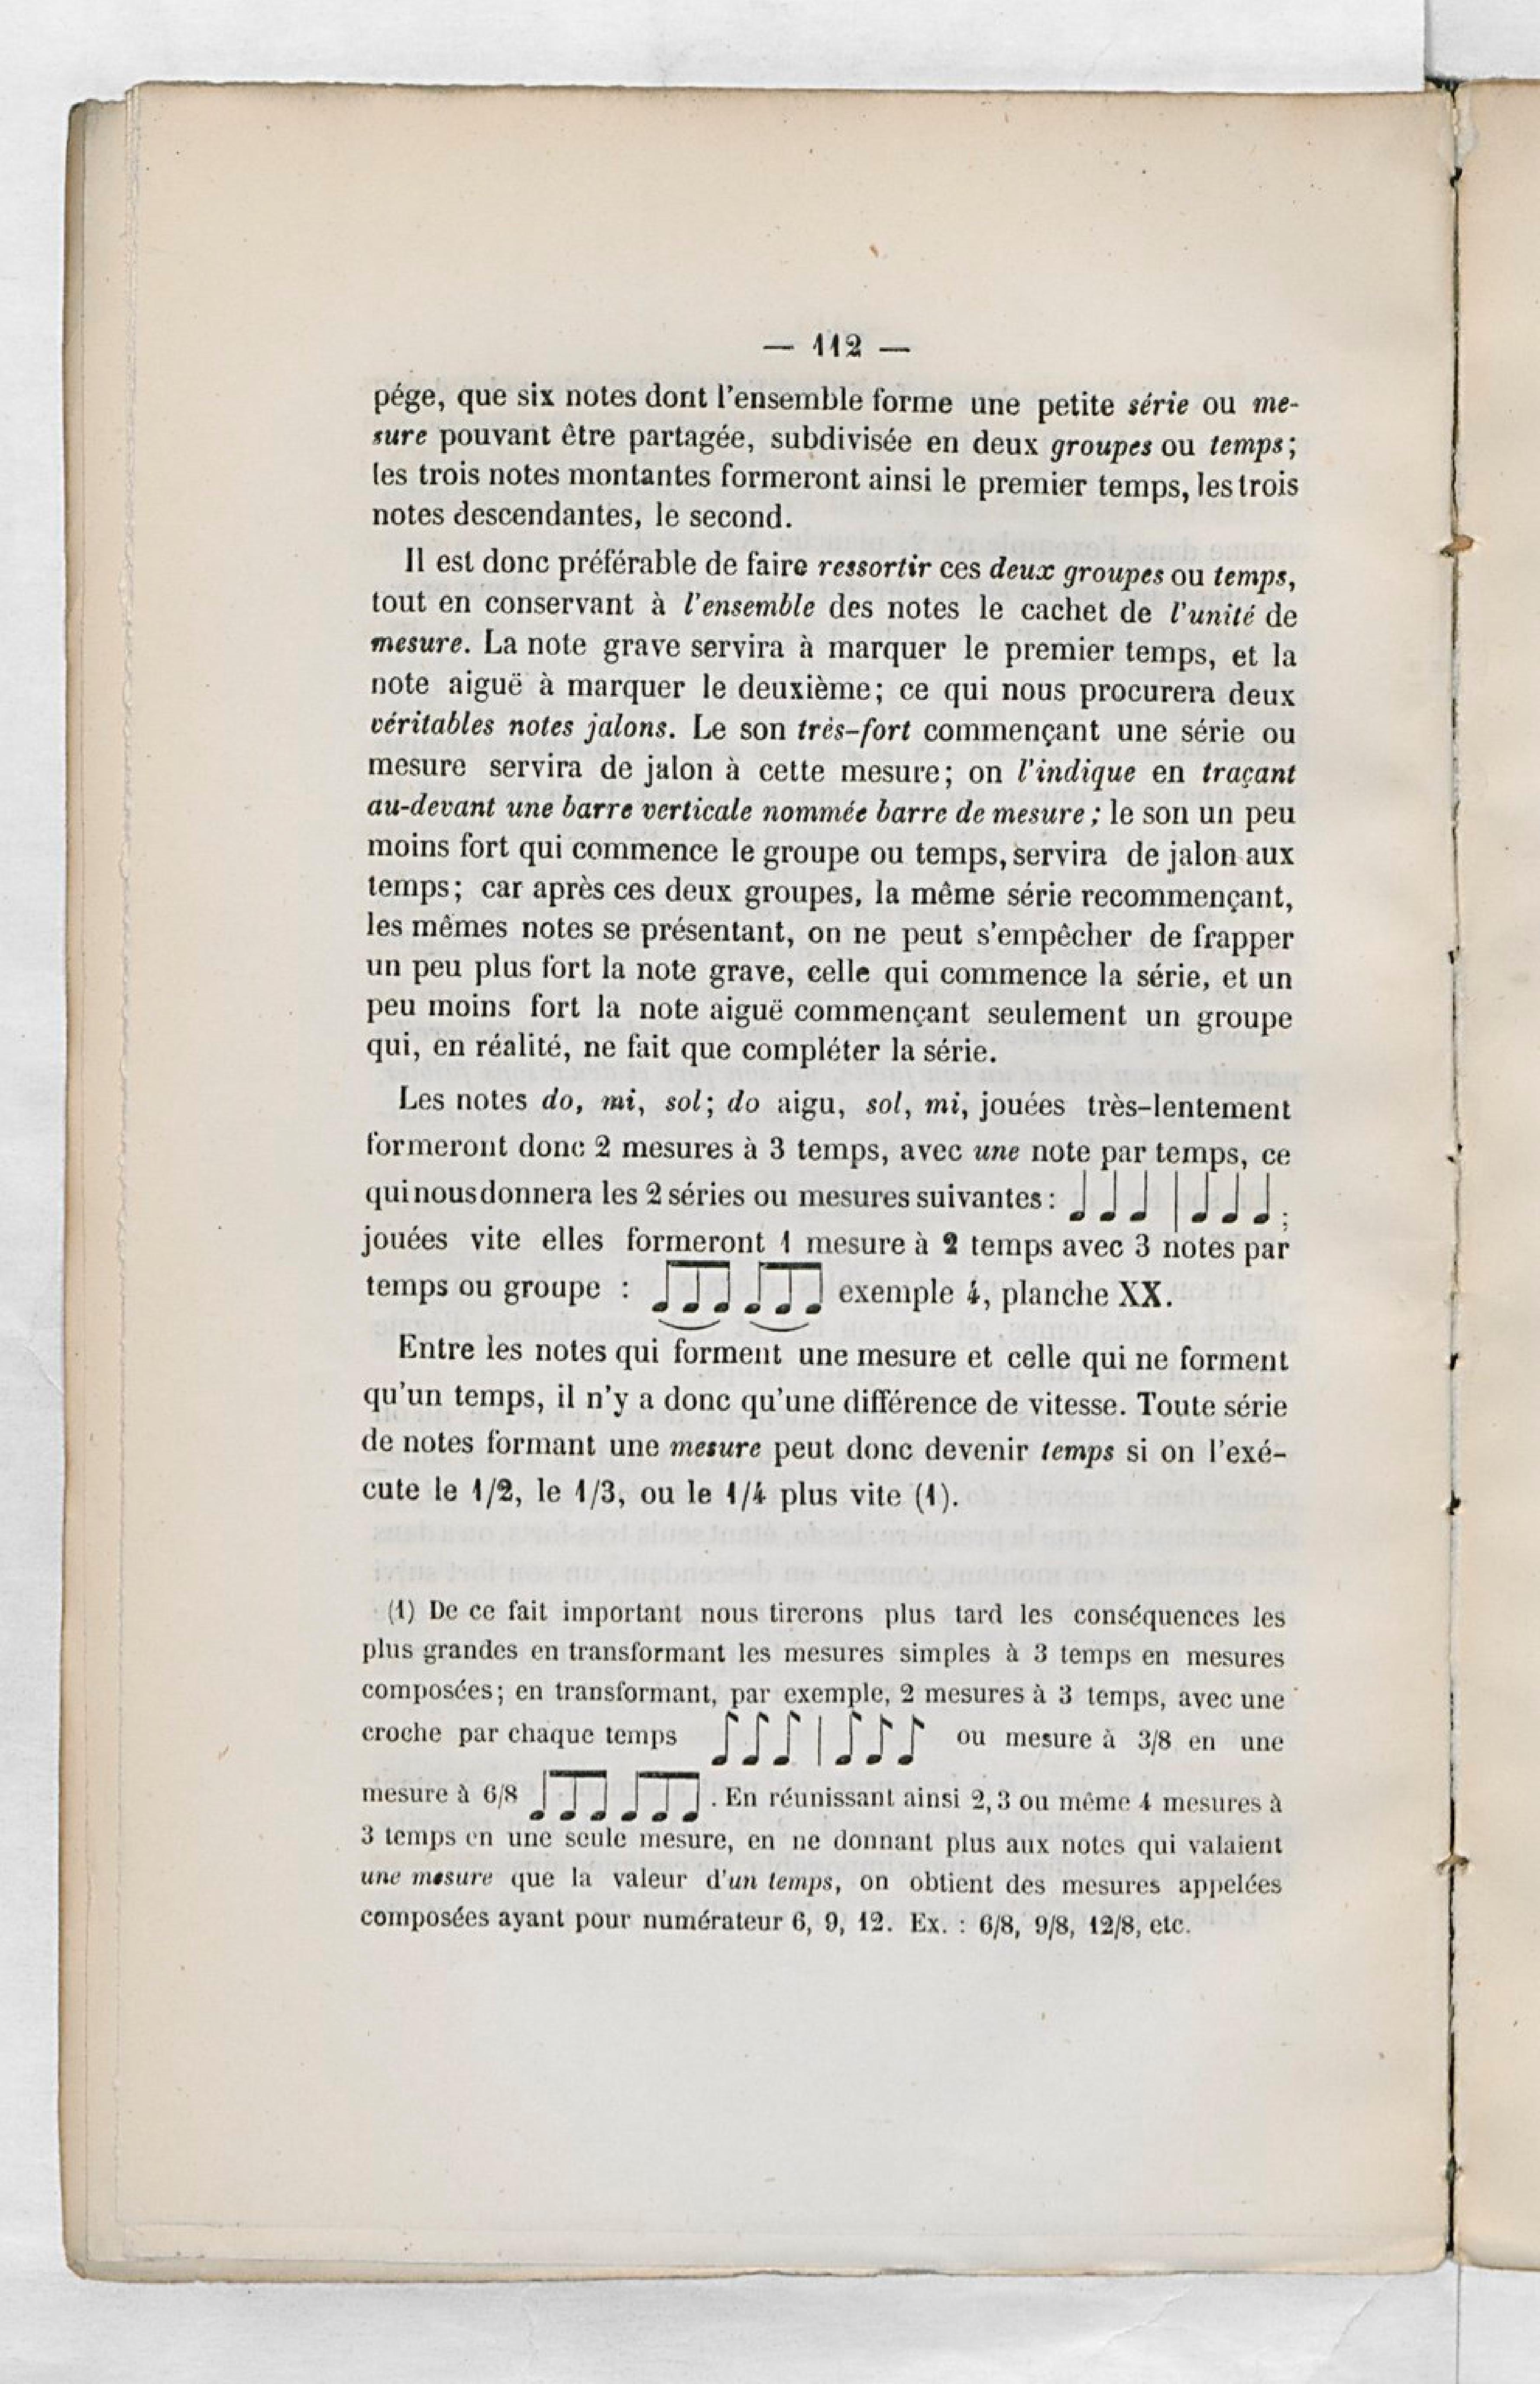 — 112 —
pége, que six notes dont l'ensemble forme une petite série ou me-
sure pouvant être partagée, subdivisée en deux groupes ou temps;
les trois notes montantes formeront ainsi le premier temps, les trois
notes descendantes, le second.
Il est donc préférable de faire ressortir ces deux groupes ou temps,
tout en conservant à l'ensemble des notes le cachet de l'unité de
mesure. La note grave servira à marquer le premier temps, et la
note aiguë à marquer le deuxième; ce qui nous procurera deux
véritables notes jalons. Le son très-fort commençant une série ou
mesure servira de jalon à cette mesure; on l'indique en traçant
au-devant une barre verticale nommée barre de mesure; le son un peu
moins fort qui commence le groupe ou temps, servira de jalon aux
temps; car après ces deux groupes, la même série recommençant,
les mêmes notes se présentant, on ne peut s'empêcher de frapper
un peu plus fort la note grave, celle qui commence la série, et un
peu moins fort la note aiguë commençant seulement un groupe
qui, en réalité, ne fait que compléter la série.
Les notes do, mi, sol; do aigu, sol, mi, jouées très-lentement
formeront donc 2 mesures à 3 temps, avec une note par temps, ce
qui nous donnera les 2 séries ou mesures suivantes: ♩ ♩ ♩ | ♩ ♩ ♩;
jouées vite elles formeront 1 mesure à 2 temps avec 3 notes par
temps ou groupe : ♫♪ ♫♪ exemple 4, planche XX.
Entre les notes qui forment une mesure et celle qui ne forment
qu'un temps, il n'y a donc qu'une différence de vitesse. Toute série
de notes formant une mesure peut donc devenir temps si on l'exé-
cute le 1/2, le 1/3, ou le 1/4 plus vite (1).
(1) De ce fait important nous tirerons plus tard les conséquences les
plus grandes en transformant les mesures simples à 3 temps en mesures
composées; en transformant, par exemple, 2 mesures à 3 temps, avec une
croche par chaque temps ♪ ♪ ♪ | ♪ ♪ ♪ ou mesure à 3/8 en une
mesure à 6/8 ♫♪ ♫♪. En réunissant ainsi 2, 3 ou même 4 mesures à
3 temps en une seule mesure, en ne donnant plus aux notes qui valaient
une mesure que la valeur d'un temps, on obtient des mesures appelées
composées ayant pour numérateur 6, 9, 12. Ex. : 6/8, 9/8, 12/8, etc.